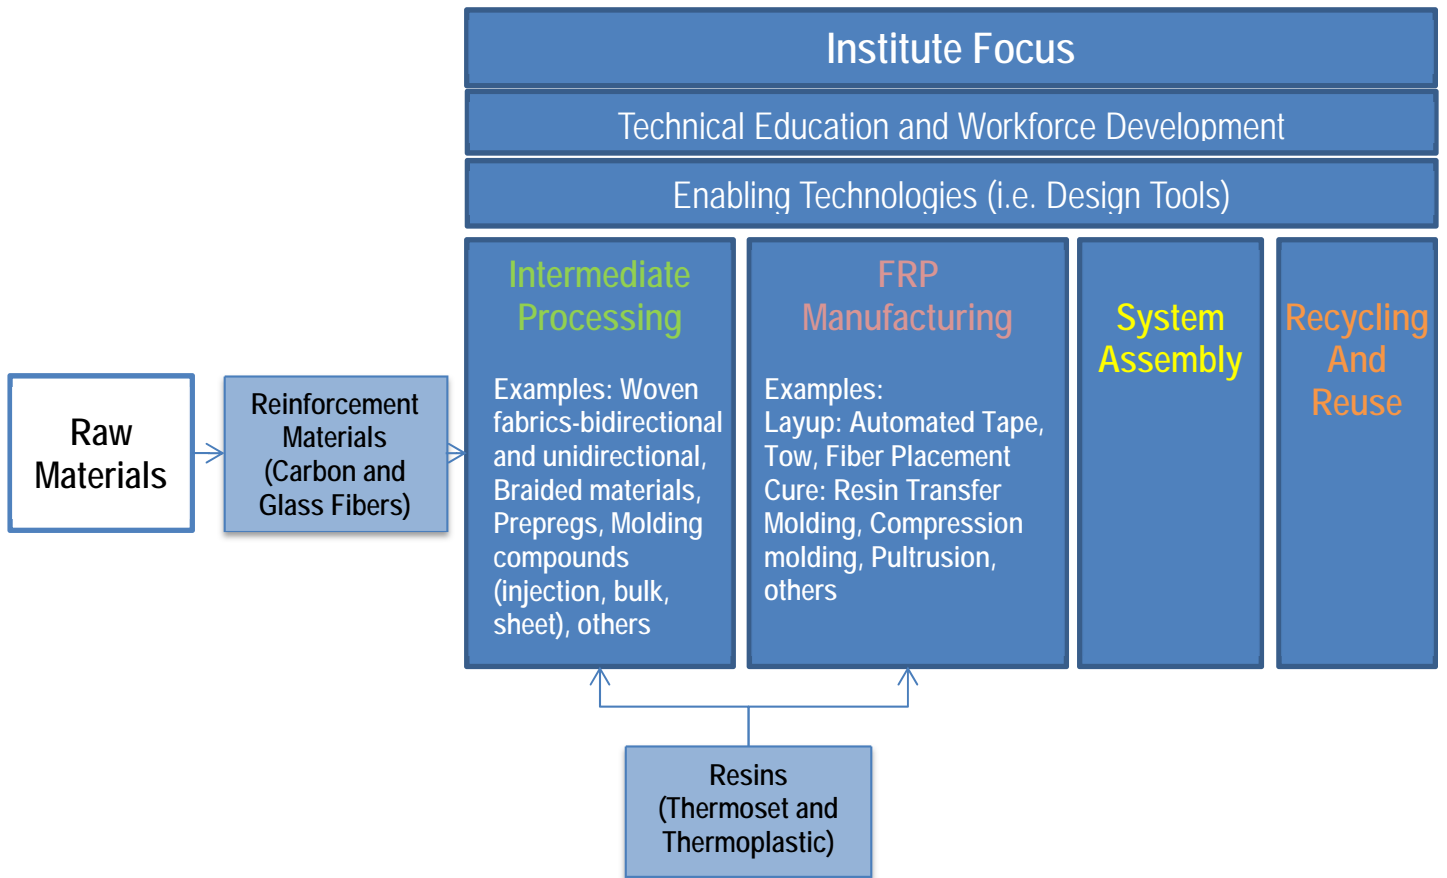 Institute Focus
Technical Education and Workforce Development
Enabling Technologies (i.e. Design Tools)
Raw
Materials
Reinforcement
Materials
(Carbon and
Glass Fibers)
Intermediate
Processing
Examples: Woven
fabrics-bidirectional
and unidirectional,
Braided materials,
Prepregs, Molding
compounds
(injection, bulk,
sheet), others
FRP
Manufacturing
Examples:
Layup: Automated Tape,
Tow, Fiber Placement
Cure: Resin Transfer
Molding, Compression
molding, Pultrusion,
others
System
Assembly
Recycling
And
Reuse
Resins
(Thermoset and
Thermoplastic)